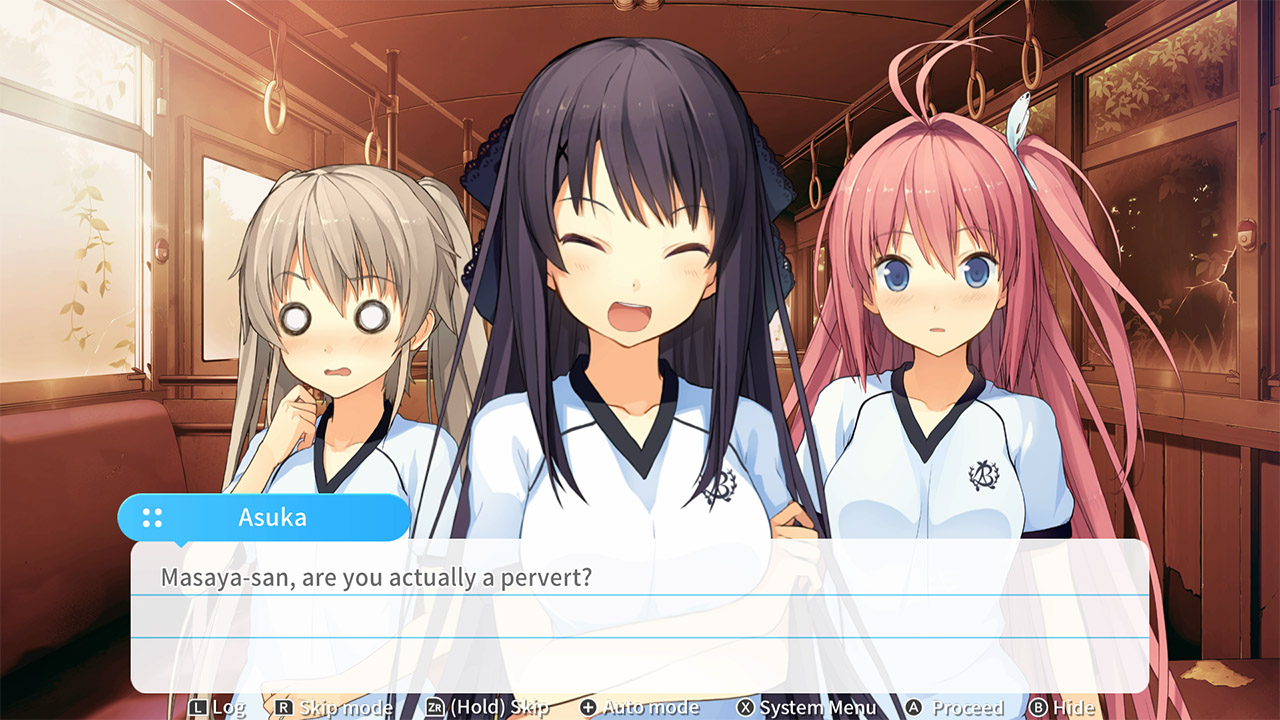 Asuka
Masaya-san, are you actually a pervert?
L Log R Skip mode ZR (Hold) Skip + Auto mode X System Menu A Proceed B Hide